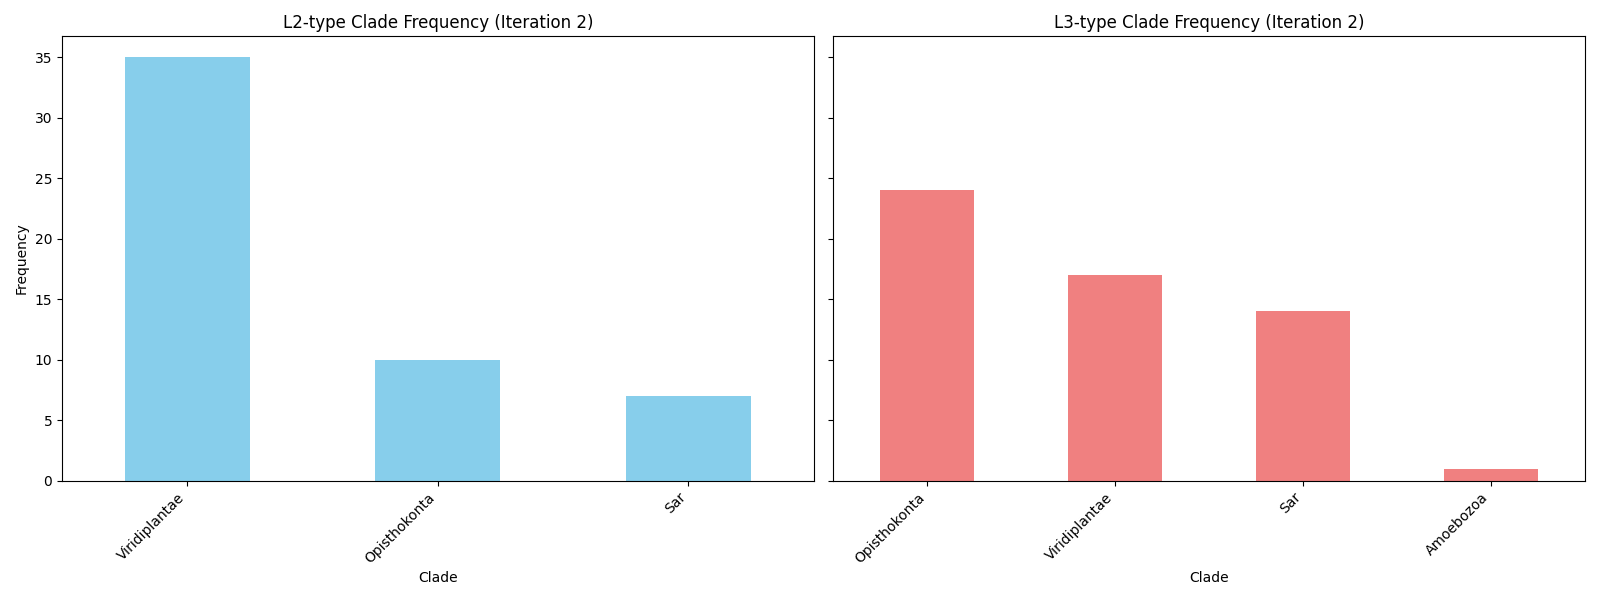 L2-type Clade Frequency (Iteration 2)
Frequency
35
30
25
20
15
10
5
0
Viridiplantae
Opisthokonta
Sar
Clade
L3-type Clade Frequency (Iteration 2)
Opisthokonta
Viridiplantae
Sar
Amoebozoa
Clade